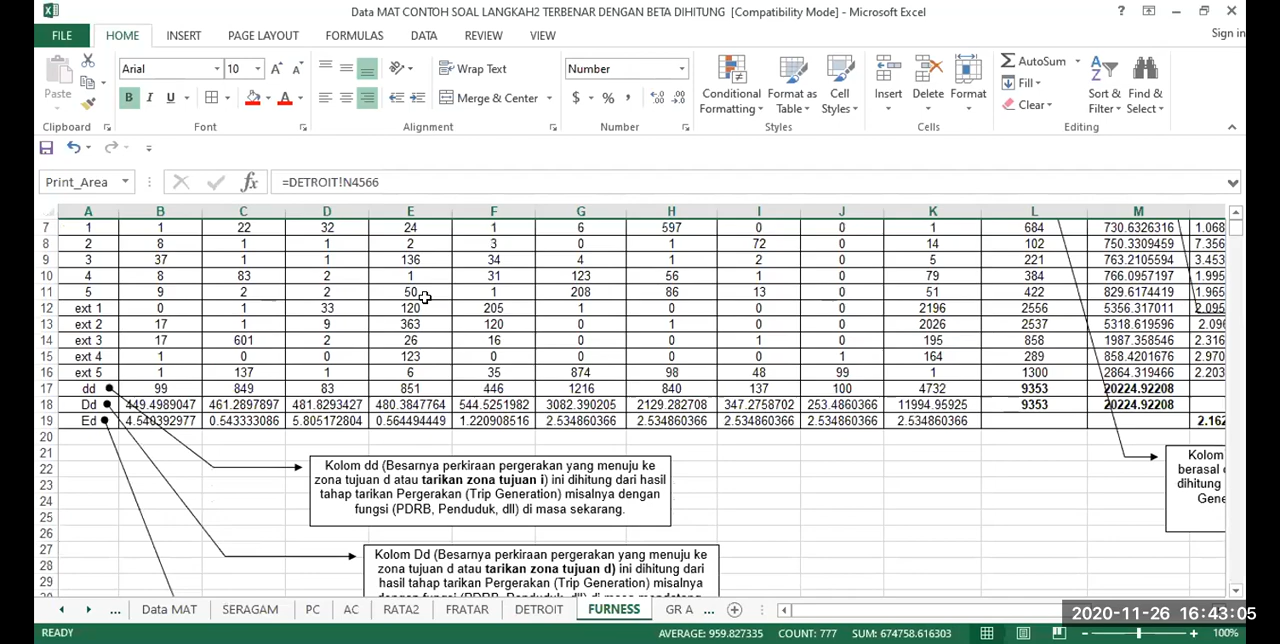 Data MAT CONTOH SOAL LANGKAH2 TERBENAR DENGAN BETA DIHITUNG [Compatibility Mode] - Microsoft Excel
FILE HOME INSERT PAGE LAYOUT FORMULAS DATA REVIEW VIEW Sign in
Paste Arial 10 Wrap Text Merge & Center Number Conditional Formatting Format as Table Cell Styles Insert Delete Format AutoSum Fill Clear Sort & Filter Find & Select
Clipboard Font Alignment Number Styles Cells Editing
Print_Area =DETROIT!N4566
A B C D E F G H I J K L M
7 1 1 22 32 24 1 6 597 0 0 1 684 730.6326316 1.068
8 2 8 1 1 2 3 0 1 72 0 14 102 750.3309459 7.356
9 3 37 1 1 136 34 4 1 2 0 5 221 763.2105594 3.453
10 4 8 83 2 1 31 123 56 1 0 79 384 766.0957197 1.995
11 5 9 2 2 50 1 208 86 13 0 51 422 829.6174419 1.965
12 ext 1 0 1 33 120 205 1 0 0 0 2196 2556 5356.317011 2.095
13 ext 2 17 1 9 363 120 0 1 0 0 2026 2537 5318.619596 2.096
14 ext 3 17 601 2 26 16 0 0 0 1 195 858 1987.358546 2.316
15 ext 4 1 0 0 123 0 0 0 0 1 164 289 858.4201676 2.970
16 ext 5 1 137 1 6 35 874 98 48 99 1 1300 2864.419166 2.203
17 dd 99 849 83 851 446 1216 840 137 100 4732 9353 20224.92208
18 Dd 449.4989047 461.2897897 481.8293427 480.3847764 544.5251982 3082.390205 2129.282708 347.2758702 253.4860366 11994.95925 9353 20224.92208
19 Ed 4.540392977 0.543333086 5.805172804 0.564494449 1.220908516 2.534860366 2.534860366 2.534860366 2.534860366 2.534860366 2.162
20
21
22
23
24
25
26
27
28
29
Kolom dd (Besarnya perkiraan pergerakan yang menuju ke
zona tujuan d atau tarikan zona tujuan i) ini dihitung dari hasil
tahap tarikan Pergerakan (Trip Generation) misalnya dengan
fungsi (PDRB, Penduduk, dll) di masa sekarang.
Kolom
berasal
dihitung
Gene
Kolom Dd (Besarnya perkiraan pergerakan yang menuju ke
zona tujuan d atau tarikan zona tujuan d) ini dihitung dari
hasil tahap tarikan Pergerakan (Trip Generation) misalnya
... Data MAT SERAGAM PC AC RATA2 FRATAR DETROIT FURNESS GR A ...
2020-11-26 16:43:05
READY AVERAGE: 959.827335 COUNT: 777 SUM: 674758.616303 100%